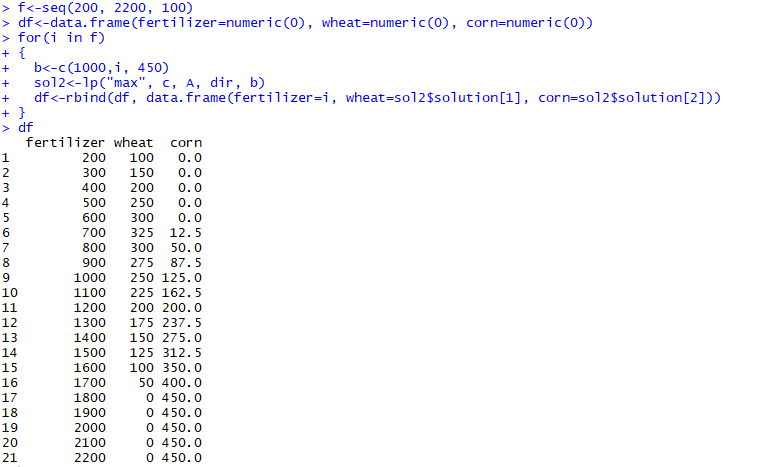 > f<-seq(200, 2200, 100)
> df<-data.frame(fertilizer=numeric(0), wheat=numeric(0), corn=numeric(0))
> for(i in f)
+ {
+   b<-c(1000,i, 450)
+   sol2<-lp("max", c, A, dir, b)
+   df<-rbind(df, data.frame(fertilizer=i, wheat=sol2$solution[1], corn=sol2$solution[2]))
+ }
> df
   fertilizer wheat  corn
1         200   100   0.0
2         300   150   0.0
3         400   200   0.0
4         500   250   0.0
5         600   300   0.0
6         700   325  12.5
7         800   300  50.0
8         900   275  87.5
9        1000   250 125.0
10       1100   225 162.5
11       1200   200 200.0
12       1300   175 237.5
13       1400   150 275.0
14       1500   125 312.5
15       1600   100 350.0
16       1700    50 400.0
17       1800     0 450.0
18       1900     0 450.0
19       2000     0 450.0
20       2100     0 450.0
21       2200     0 450.0